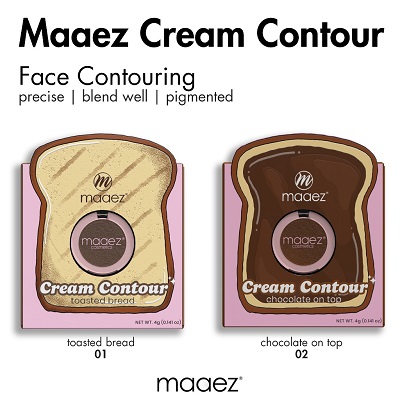 Maaez Cream Contour
Face Contouring
precise | blend well | pigmented
m
maaez®
maaez®
cosmetics
Cream Contour
toasted bread
NET WT. 4g (0.141 oz)
toasted bread
01
m
maaez®
maaez®
cosmetics
Cream Contour
chocolate on top
NET WT. 4g (0.141 oz)
chocolate on top
02
maaez®